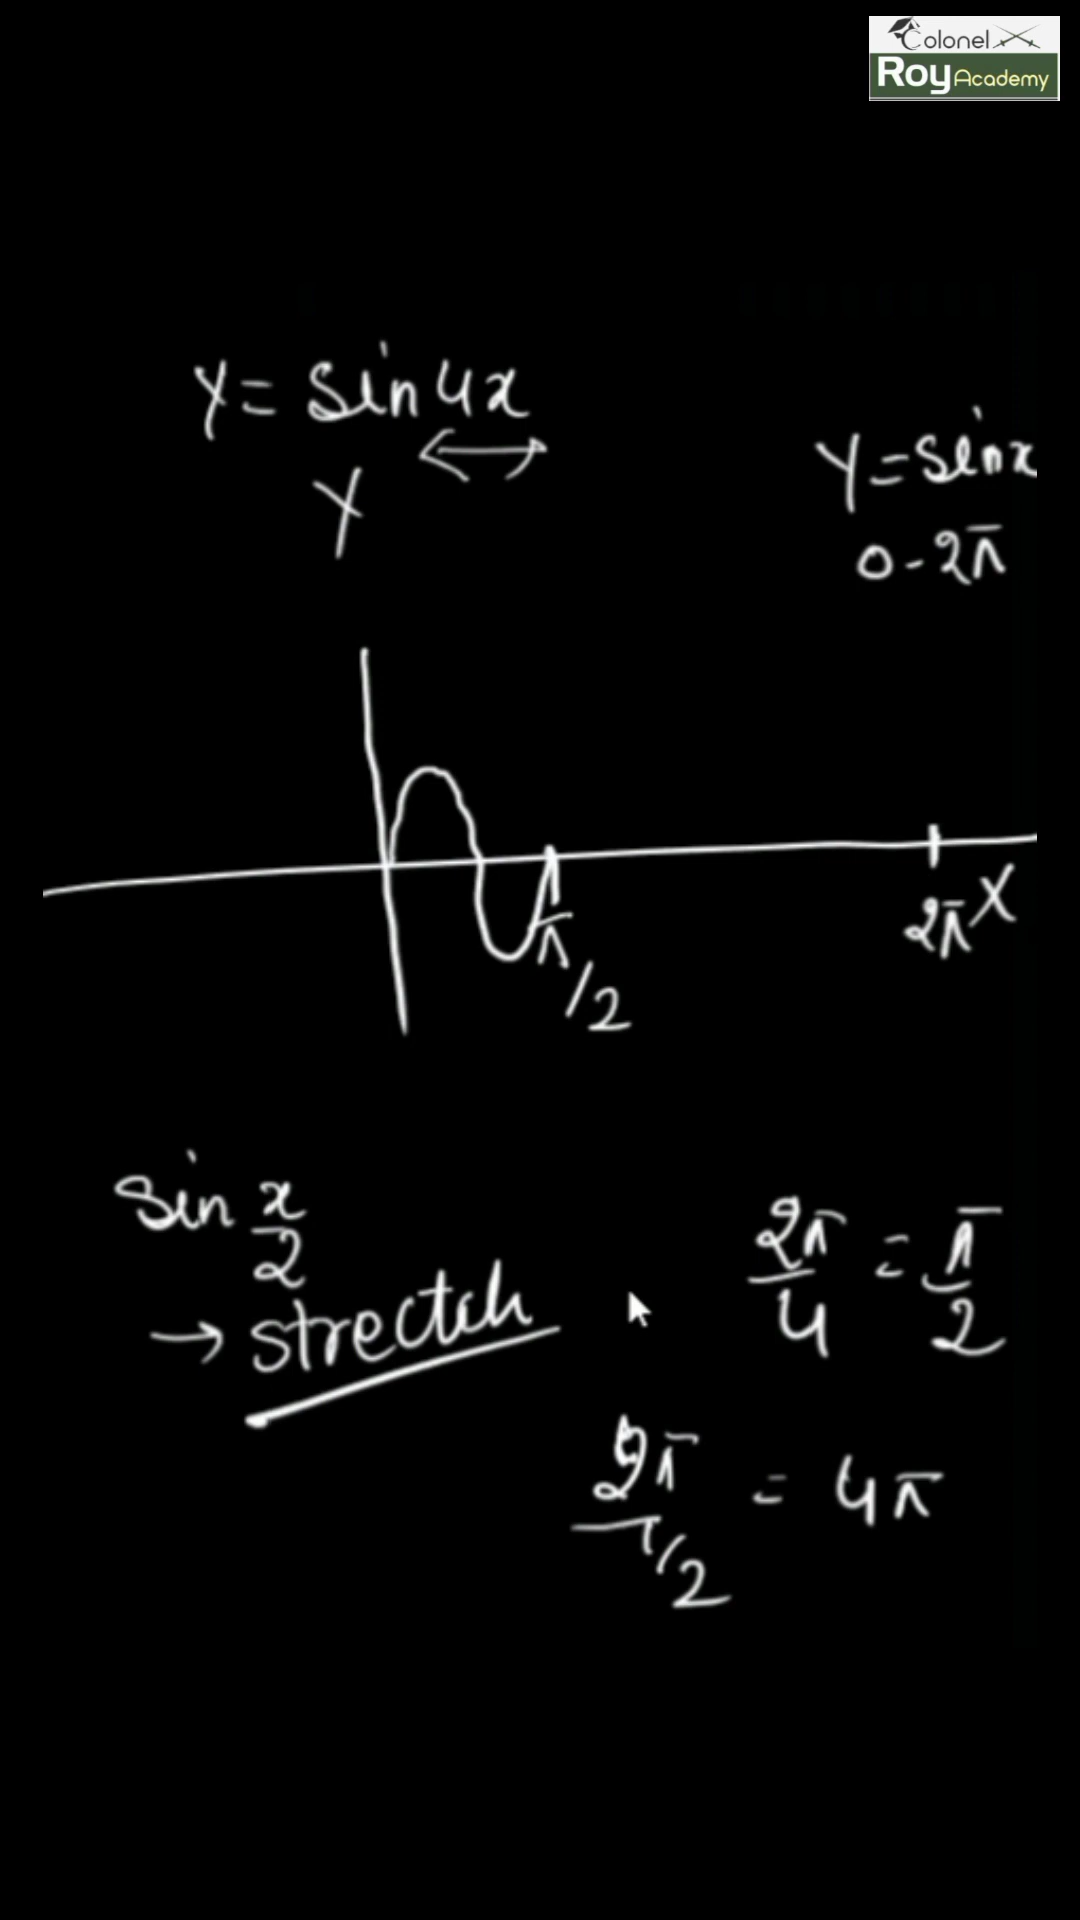 Colonel
Roy Academy
Y = Sin 4x
Y
Y = Sin x
0 - 2π
π/2
2π
X
Sin x/2
→ strectch
2π/4 = π/2
2π/1/2 = 4π